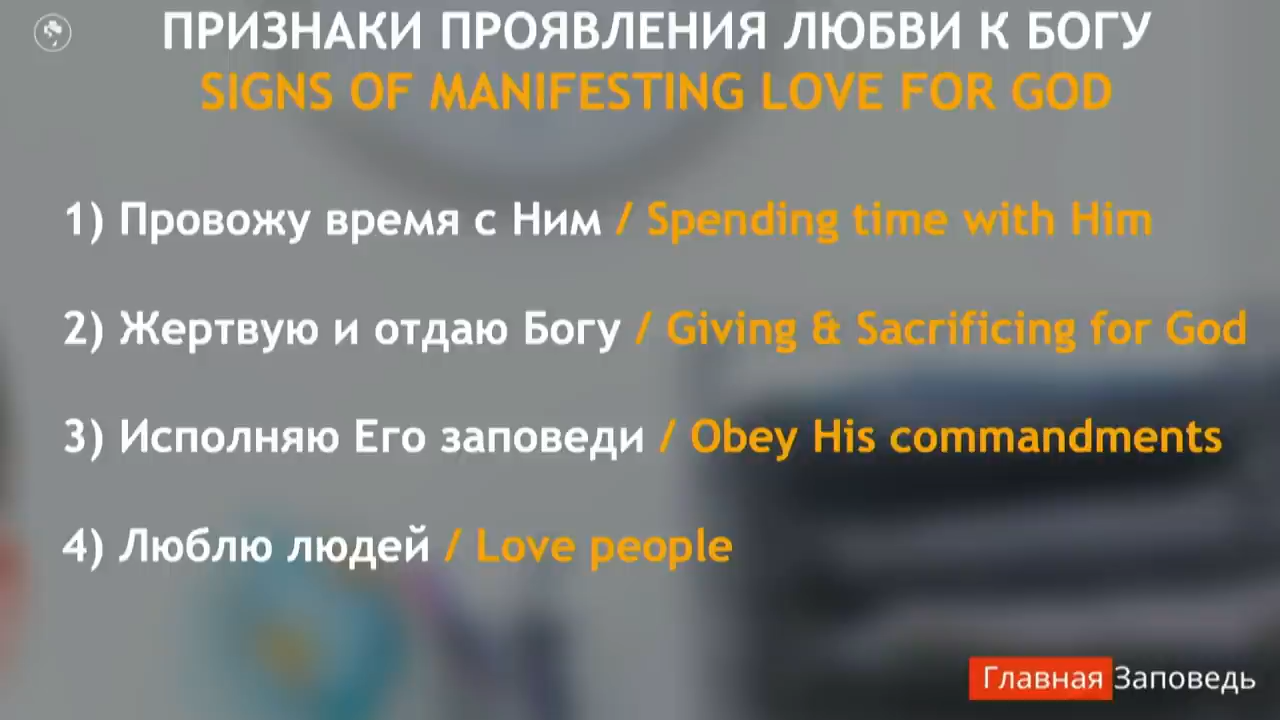 ПРИЗНАКИ ПРОЯВЛЕНИЯ ЛЮБВИ К БОГУ
SIGNS OF MANIFESTING LOVE FOR GOD
1) Провожу время с Ним / Spending time with Him
2) Жертвую и отдаю Богу / Giving & Sacrificing for God
3) Исполняю Его заповеди / Obey His commandments
4) Люблю людей / Love people
Главная Заповедь